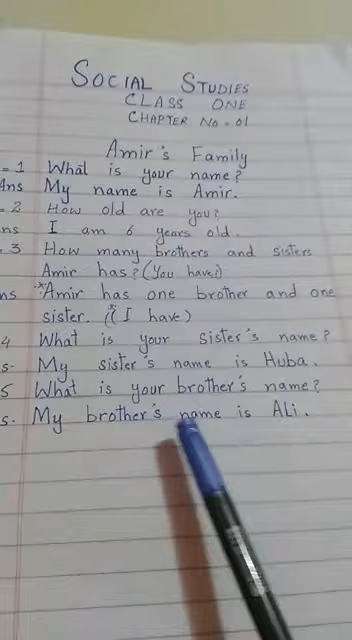 SOCIAL STUDIES
CLASS ONE
CHAPTER No = 01
Amir's Family
= 1 What is your name?
Ans My name is Amir.
= 2 How old are you?
ns I am 6 years old.
= 3 How many brothers and sisters
Amir has? (You have)
ns :*Amir has one brother and one
sister. *(I have)
4 What is your sister's name?
s- My sister's name is Huba.
5 What is your brother's name?
s. My brother's name is Ali.